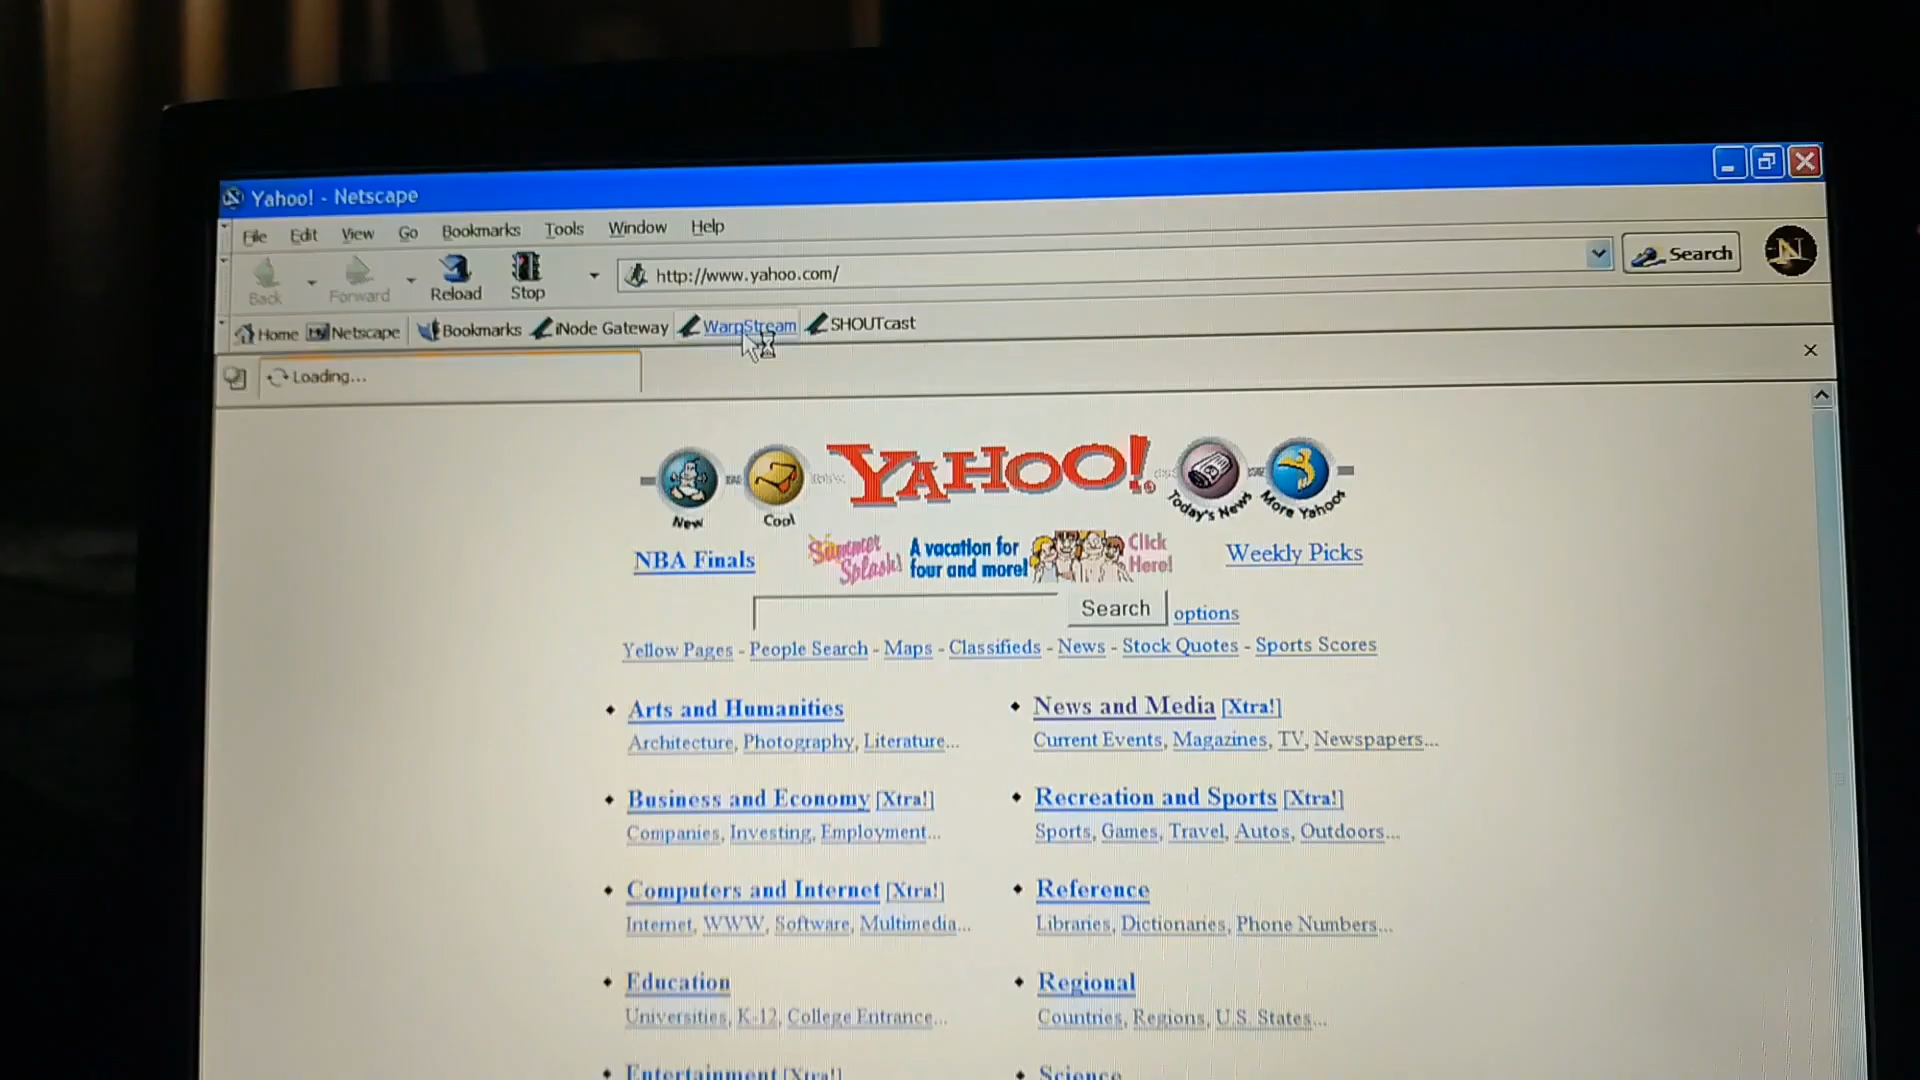 Yahoo! - Netscape
File Edit View Go Bookmarks Tools Window Help
Back Forward Reload Stop http://www.yahoo.com/ Search N
Home Netscape Bookmarks iNode Gateway WarpStream SHOUTcast
Loading...
YAHOO!
New Cool Today's News More Yahoos
NBA Finals Summer Splash! A vacation for four and more! Click Here! Weekly Picks
Search options
Yellow Pages - People Search - Maps - Classifieds - News - Stock Quotes - Sports Scores
Arts and Humanities
Architecture, Photography, Literature...
News and Media [Xtra!]
Current Events, Magazines, TV, Newspapers...
Business and Economy [Xtra!]
Companies, Investing, Employment...
Recreation and Sports [Xtra!]
Sports, Games, Travel, Autos, Outdoors...
Computers and Internet [Xtra!]
Internet, WWW, Software, Multimedia...
Reference
Libraries, Dictionaries, Phone Numbers...
Education
Universities, K-12, College Entrance...
Regional
Countries, Regions, U.S. States...
Entertainment [Xtra!]
Science